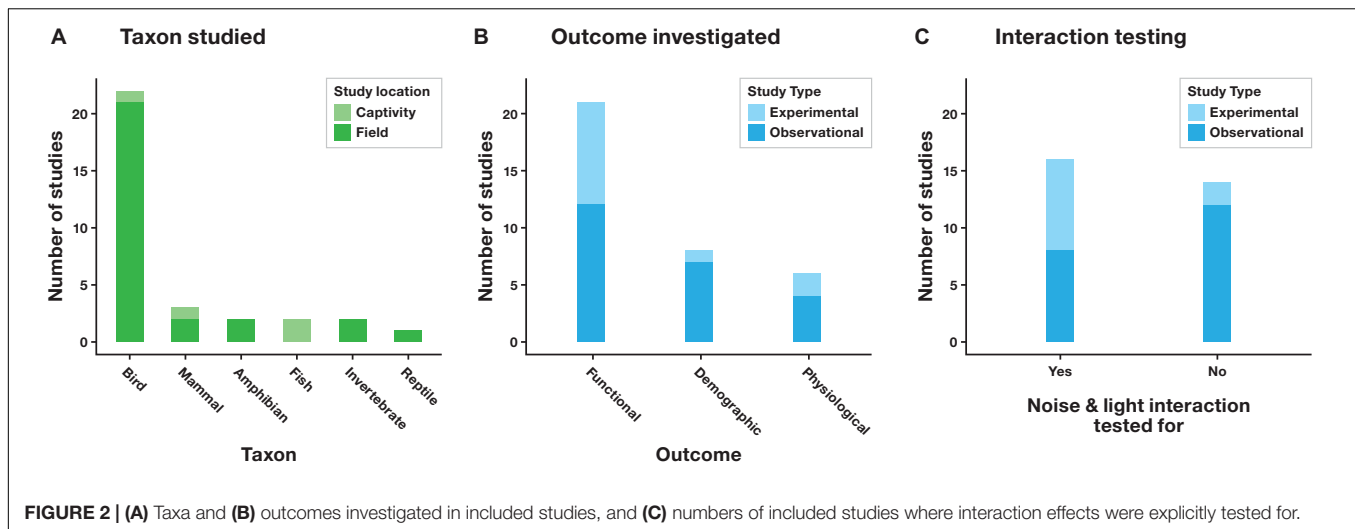 A Taxon studied
Number of studies
20
15
10
5
0
Study location
Captivity
Field
Bird
Mammal
Amphibian
Fish
Invertebrate
Reptile
Taxon
B Outcome investigated
Number of studies
20
15
10
5
0
Study Type
Experimental
Observational
Functional
Demographic
Physiological
Outcome
C Interaction testing
Number of studies
20
15
10
5
0
Study Type
Experimental
Observational
Yes
No
Noise & light interaction
tested for
FIGURE 2 | (A) Taxa and (B) outcomes investigated in included studies, and (C) numbers of included studies where interaction effects were explicitly tested for.